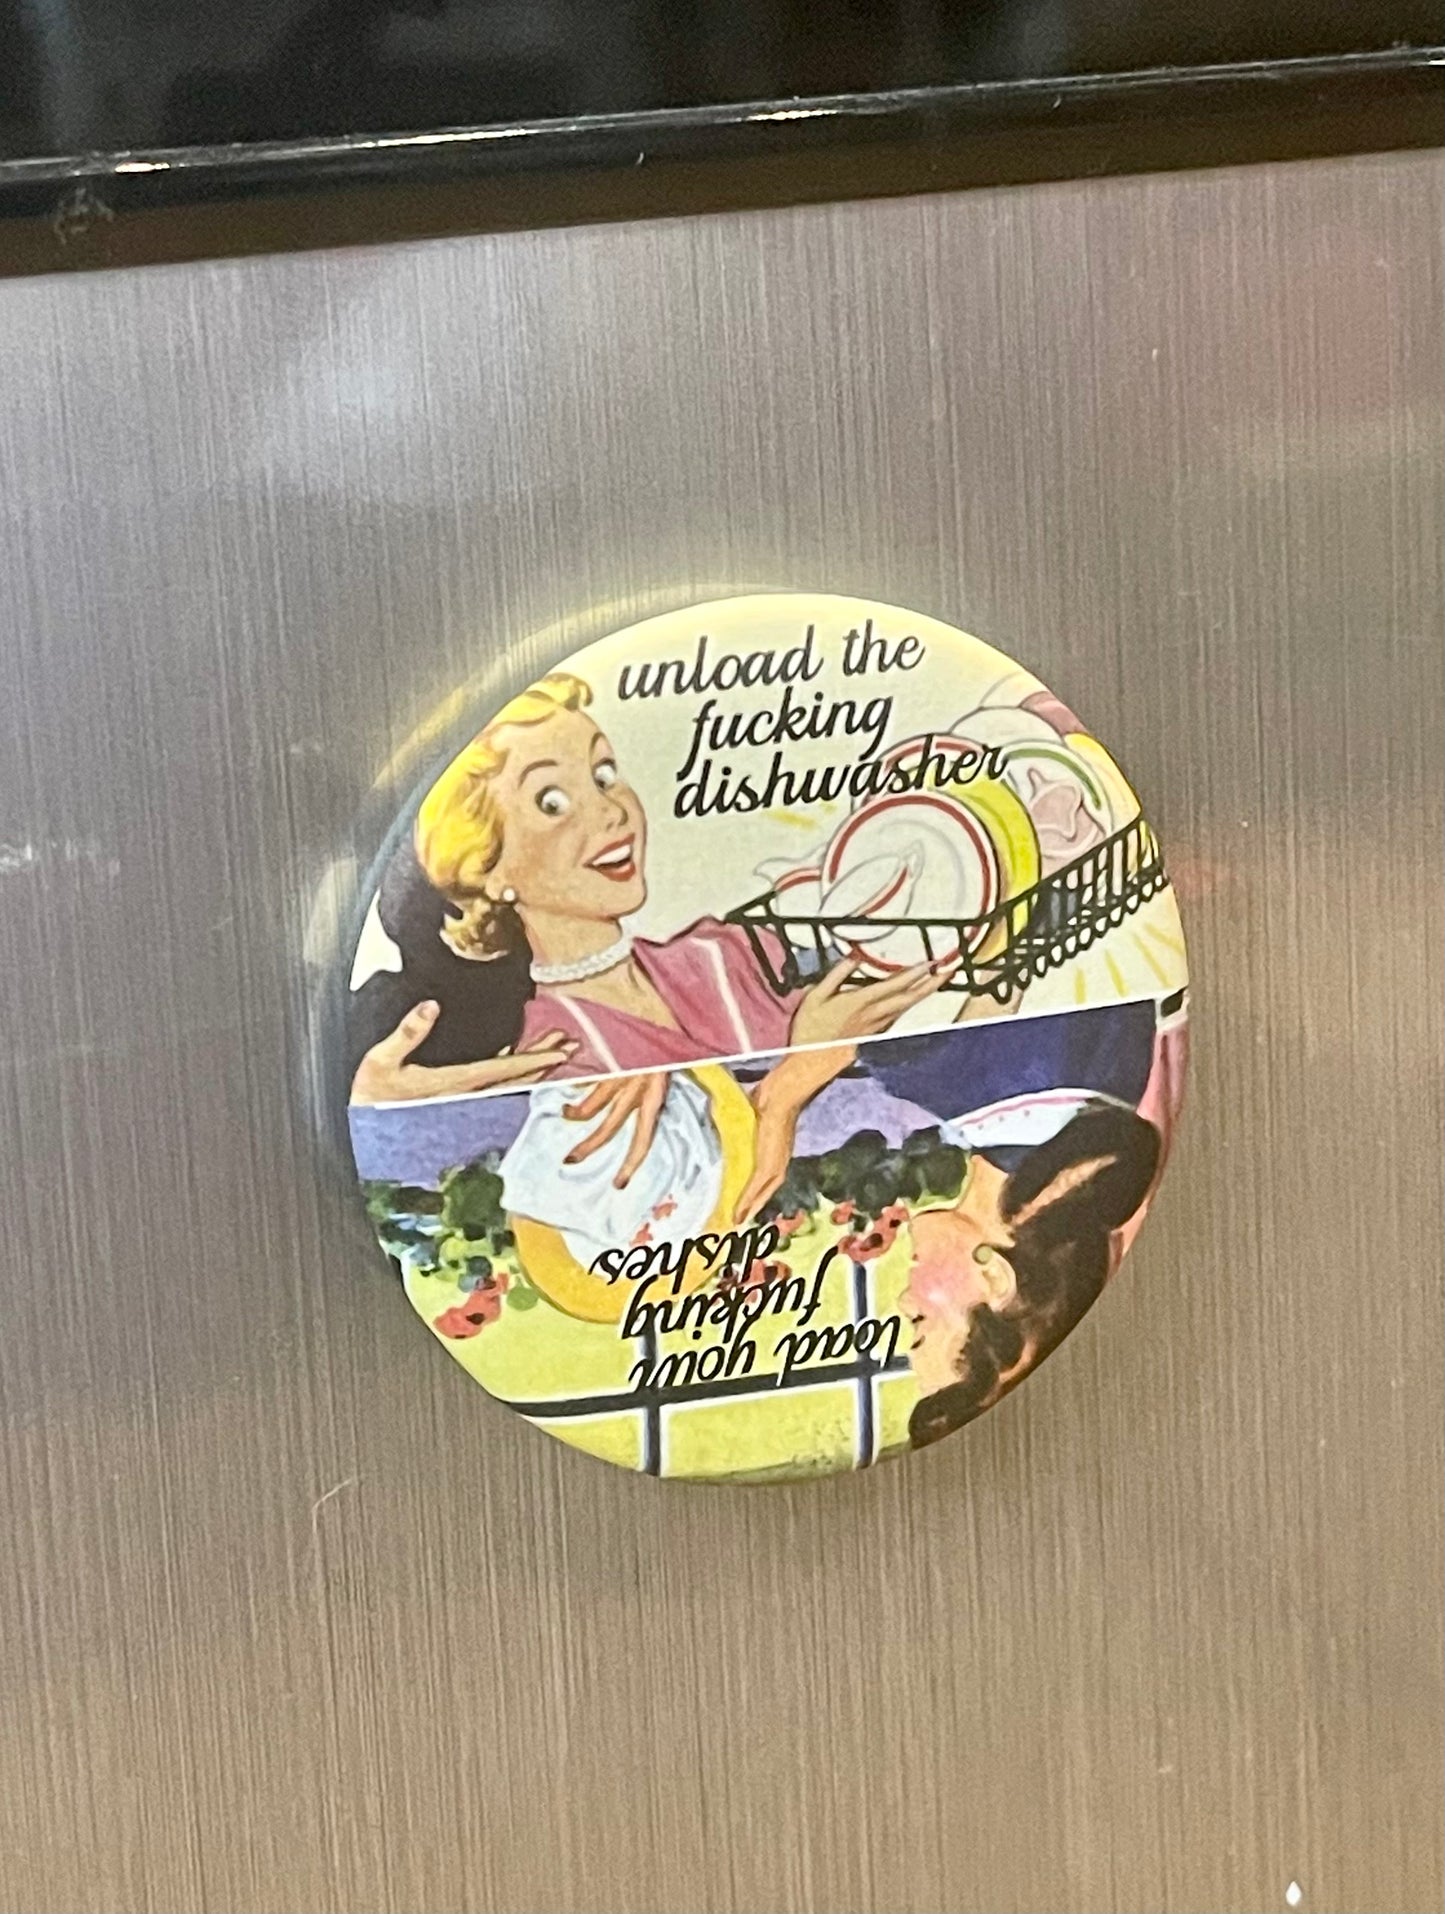 unload the
fucking
dishwasher
load your
fucking
dishes